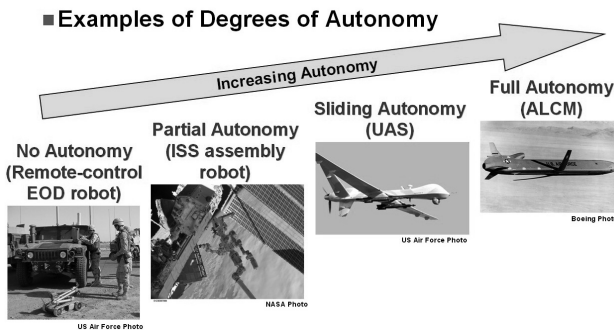 Examples of Degrees of Autonomy
Increasing Autonomy
No Autonomy
(Remote-control
EOD robot)
US Air Force Photo
Partial Autonomy
(ISS assembly
robot)
NASA Photo
Sliding Autonomy
(UAS)
US Air Force Photo
Full Autonomy
(ALCM)
Boeing Phot